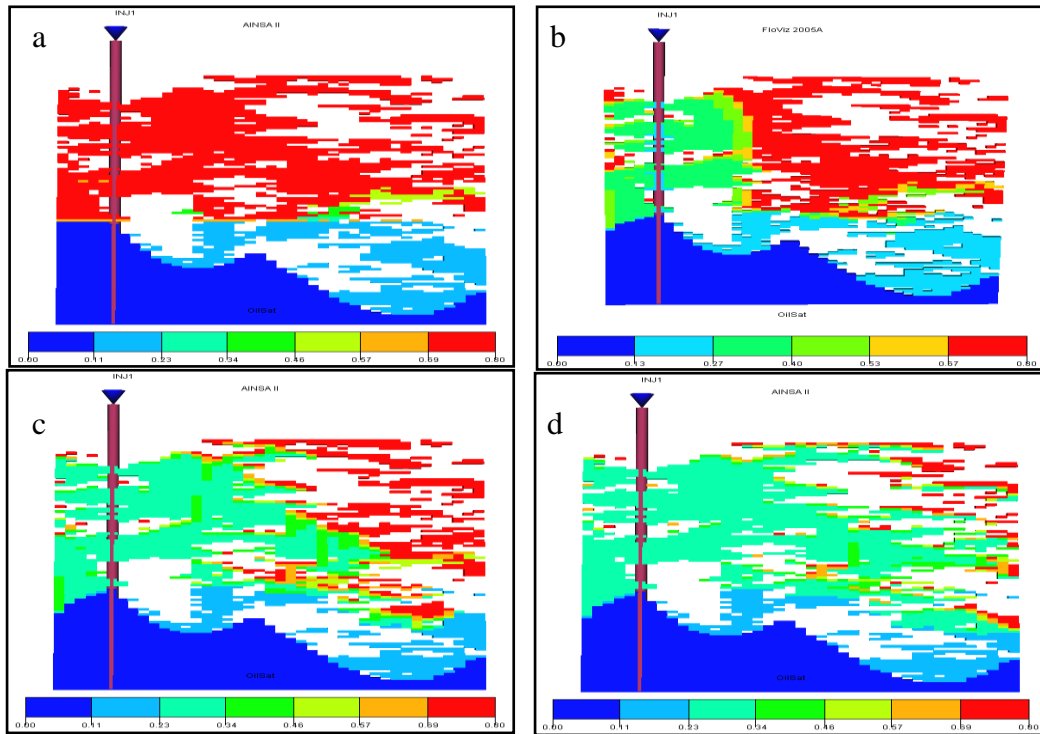 INJ1
AINSA II
a
OilSat
0.00 0.11 0.23 0.34 0.46 0.57 0.69 0.80
INJ1
FloViz 2005A
b
OilSat
0.00 0.13 0.27 0.40 0.53 0.67 0.80
INJ1
AINSA II
c
OilSat
0.00 0.11 0.23 0.34 0.46 0.57 0.69 0.80
INJ1
AINSA II
d
OilSat
0.00 0.11 0.23 0.34 0.46 0.57 0.69 0.80